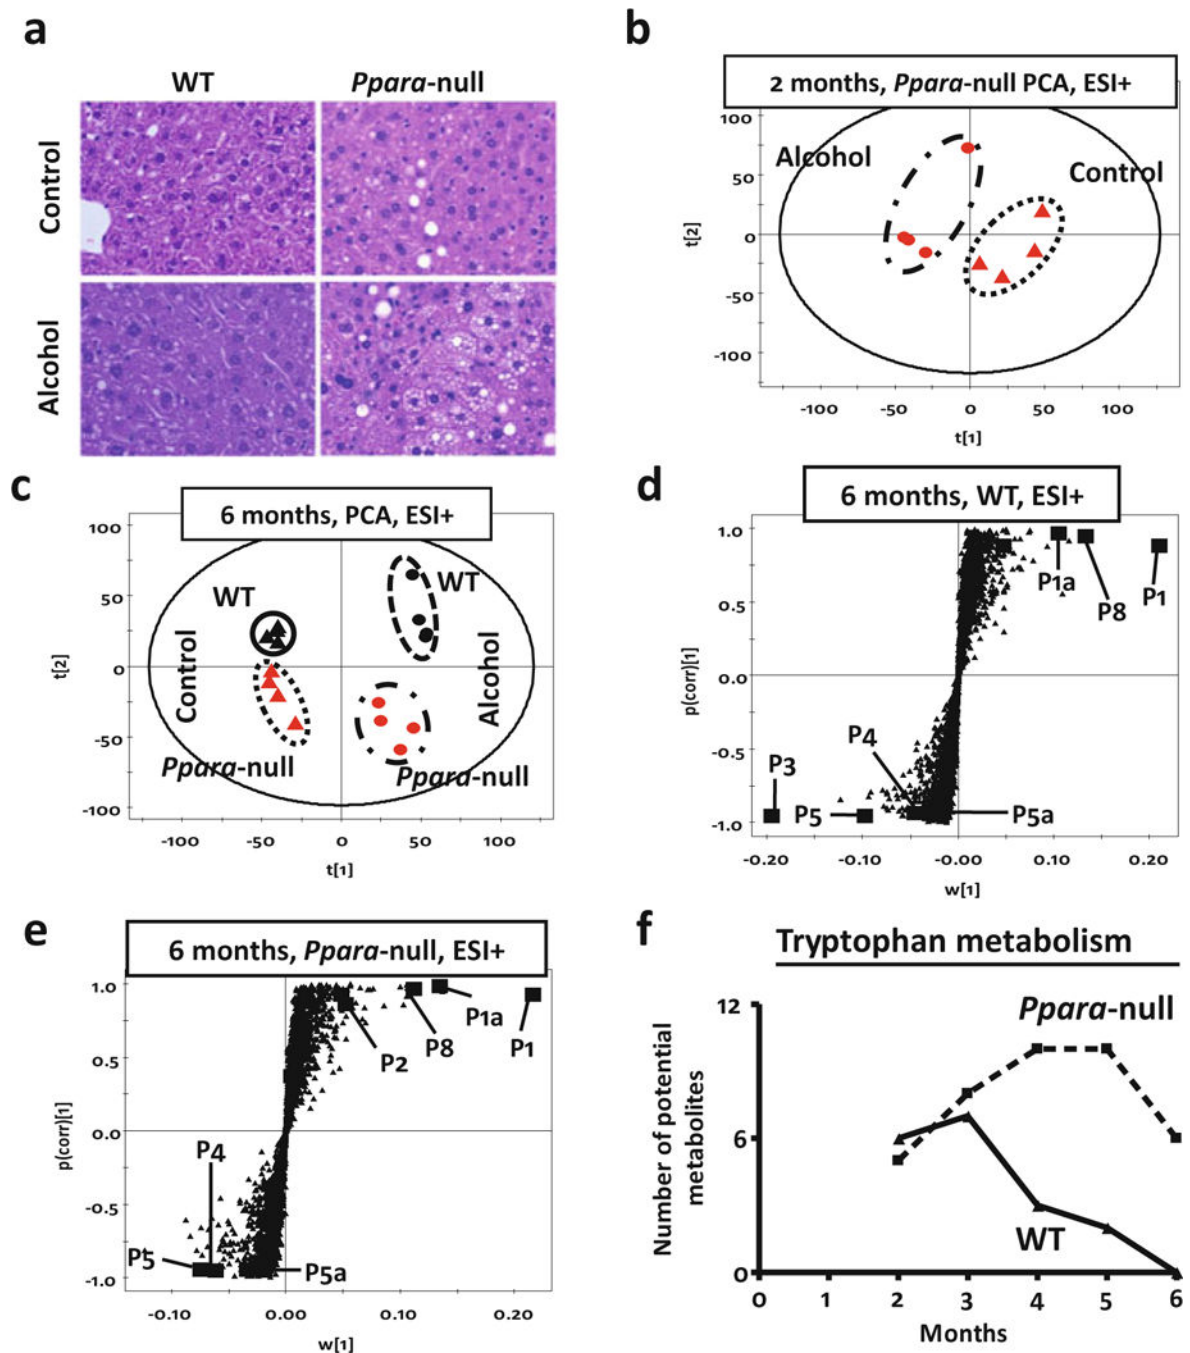 a
WT
Ppara-null
Control
Alcohol
b
2 months, Ppara-null PCA, ESI+
100
50
0
-50
-100
t[2]
Alcohol
Control
-100
-50
0
50
100
t[1]
c
6 months, PCA, ESI+
100
50
0
-50
-100
t[2]
WT
WT
Control
Alcohol
Ppara-null
Ppara-null
-100
-50
0
50
100
t[1]
d
6 months, WT, ESI+
1.0
0.5
0.0
-0.5
-1.0
p(corr)[1]
P1a
P8
P1
P4
P3
P5
P5a
-0.20
-0.10
-0.00
0.10
0.20
w[1]
e
6 months, Ppara-null, ESI+
1.0
0.5
0.0
-0.5
-1.0
p(corr)[1]
P1a
P8
P1
P2
P4
P5
P5a
-0.10
0.00
0.10
0.20
w[1]
f
Tryptophan metabolism
12
6
0
Number of potential
metabolites
Ppara-null
WT
0
1
2
3
4
5
6
Months